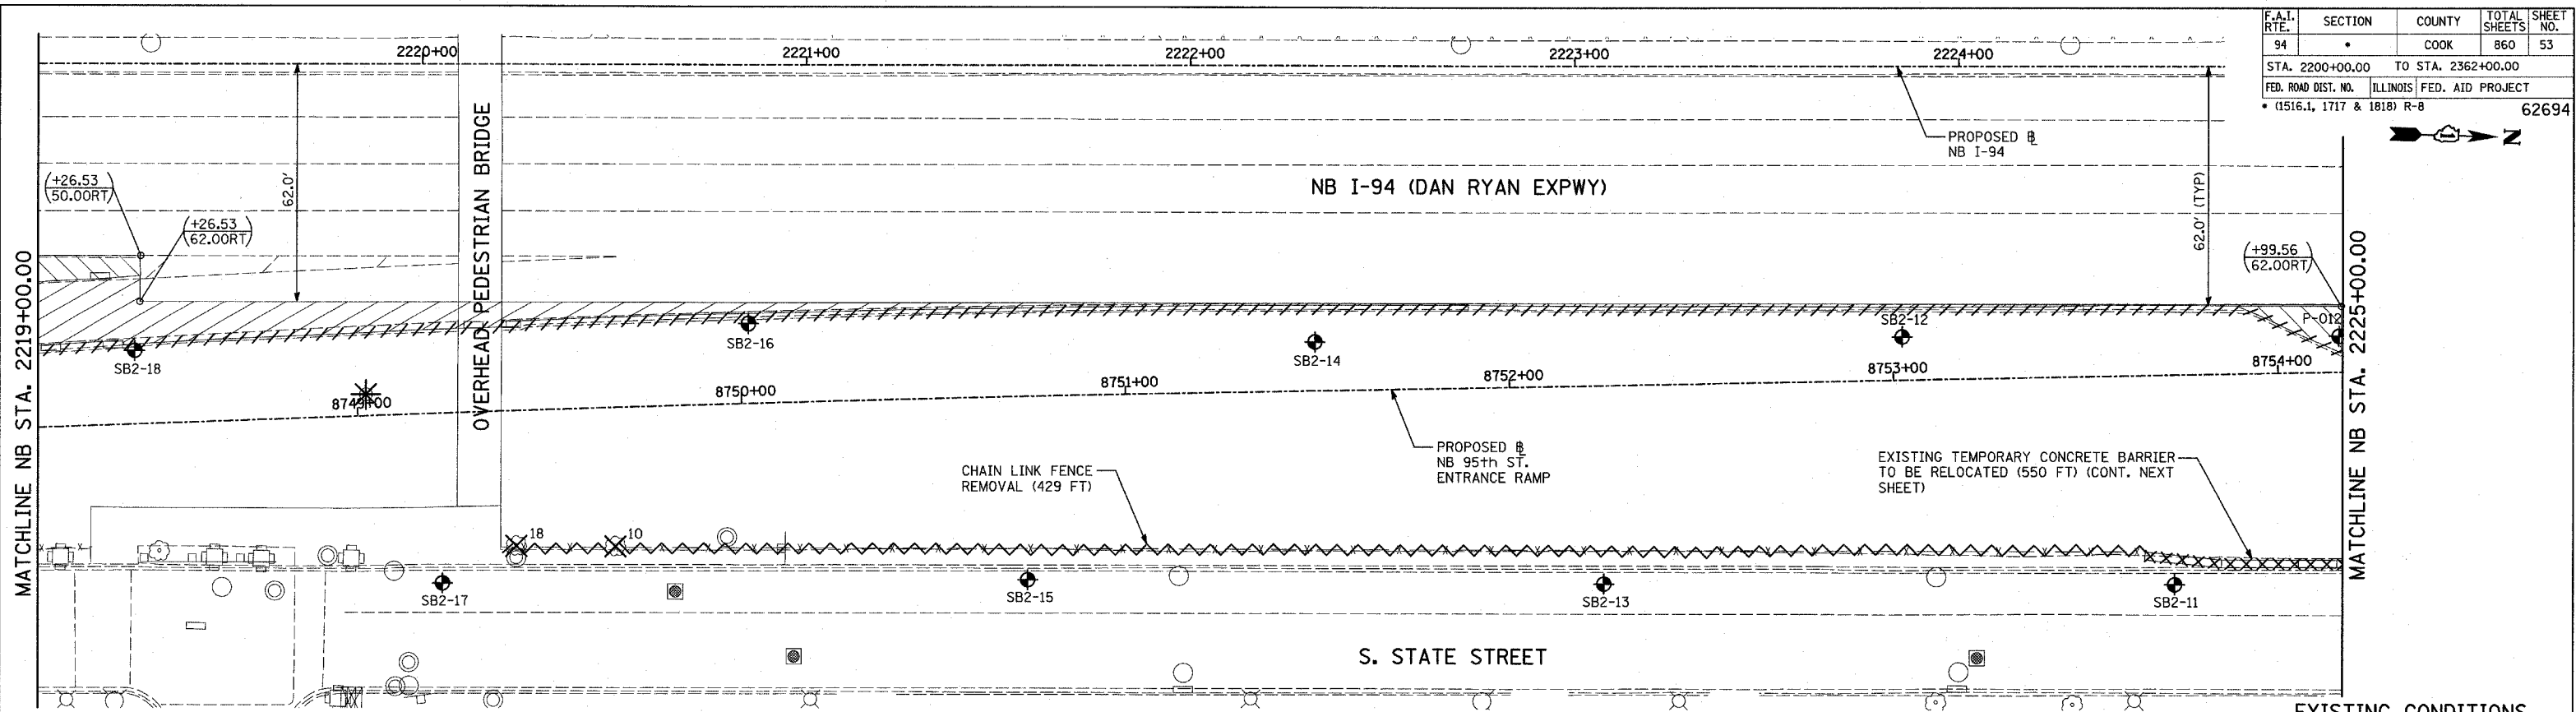 F.A.I. RTE. SECTION COUNTY TOTAL SHEETS SHEET NO.
94 • COOK 860 53
STA. 2200+00.00 TO STA. 2362+00.00
FED. ROAD DIST. NO. ILLINOIS FED. AID PROJECT
• (1516.1, 1717 & 1818) R-8
62694
N
2220+00
2221+00
2222+00
2223+00
2224+00
PROPOSED ⅊
NB I-94
NB I-94 (DAN RYAN EXPWY)
OVERHEAD PEDESTRIAN BRIDGE
62.0'
62.0' (TYP)
(+26.53
50.00RT)
(+26.53
62.00RT)
(+99.56
62.00RT)
MATCHLINE NB STA. 2219+00.00
MATCHLINE NB STA. 2225+00.00
SB2-18
SB2-16
SB2-14
SB2-12
P-012
8749+00
8750+00
8751+00
8752+00
8753+00
8754+00
PROPOSED ⅊
NB 95th ST.
ENTRANCE RAMP
CHAIN LINK FENCE
REMOVAL (429 FT)
EXISTING TEMPORARY CONCRETE BARRIER
TO BE RELOCATED (550 FT) (CONT. NEXT
SHEET)
18
10
SB2-17
SB2-15
SB2-13
SB2-11
S. STATE STREET
EXISTING CONDITIONS